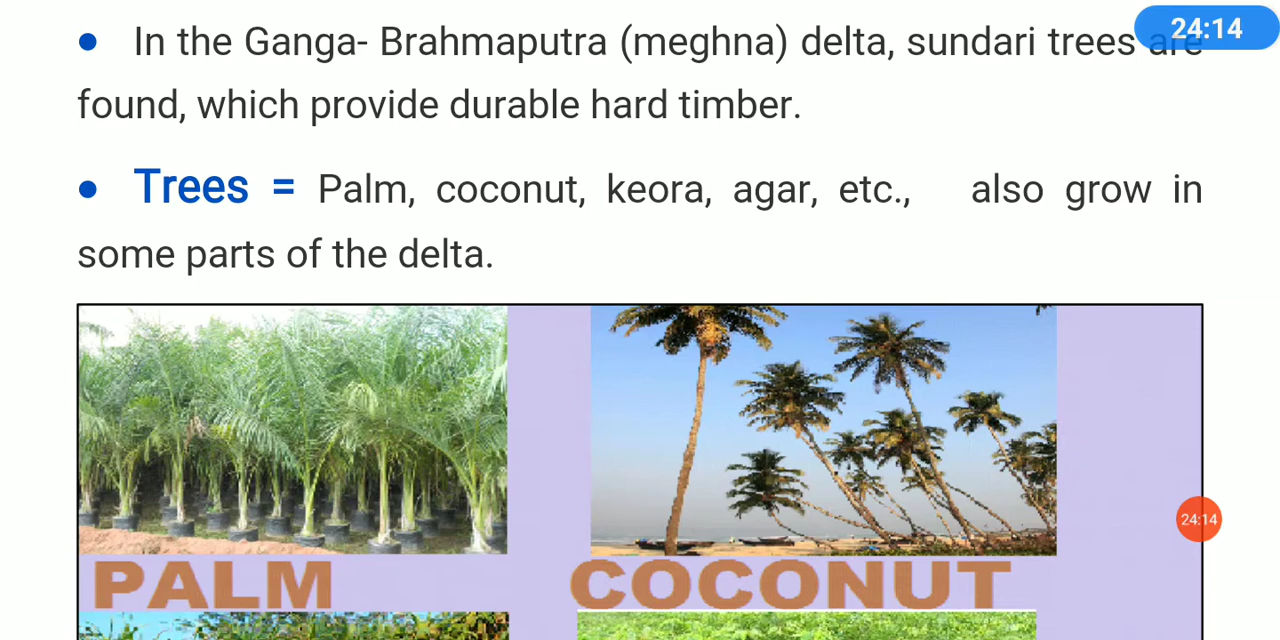 24:14
● In the Ganga- Brahmaputra (meghna) delta, sundari trees are
found, which provide durable hard timber.
● Trees = Palm, coconut, keora, agar, etc., also grow in
some parts of the delta.
24:14
PALM COCONUT